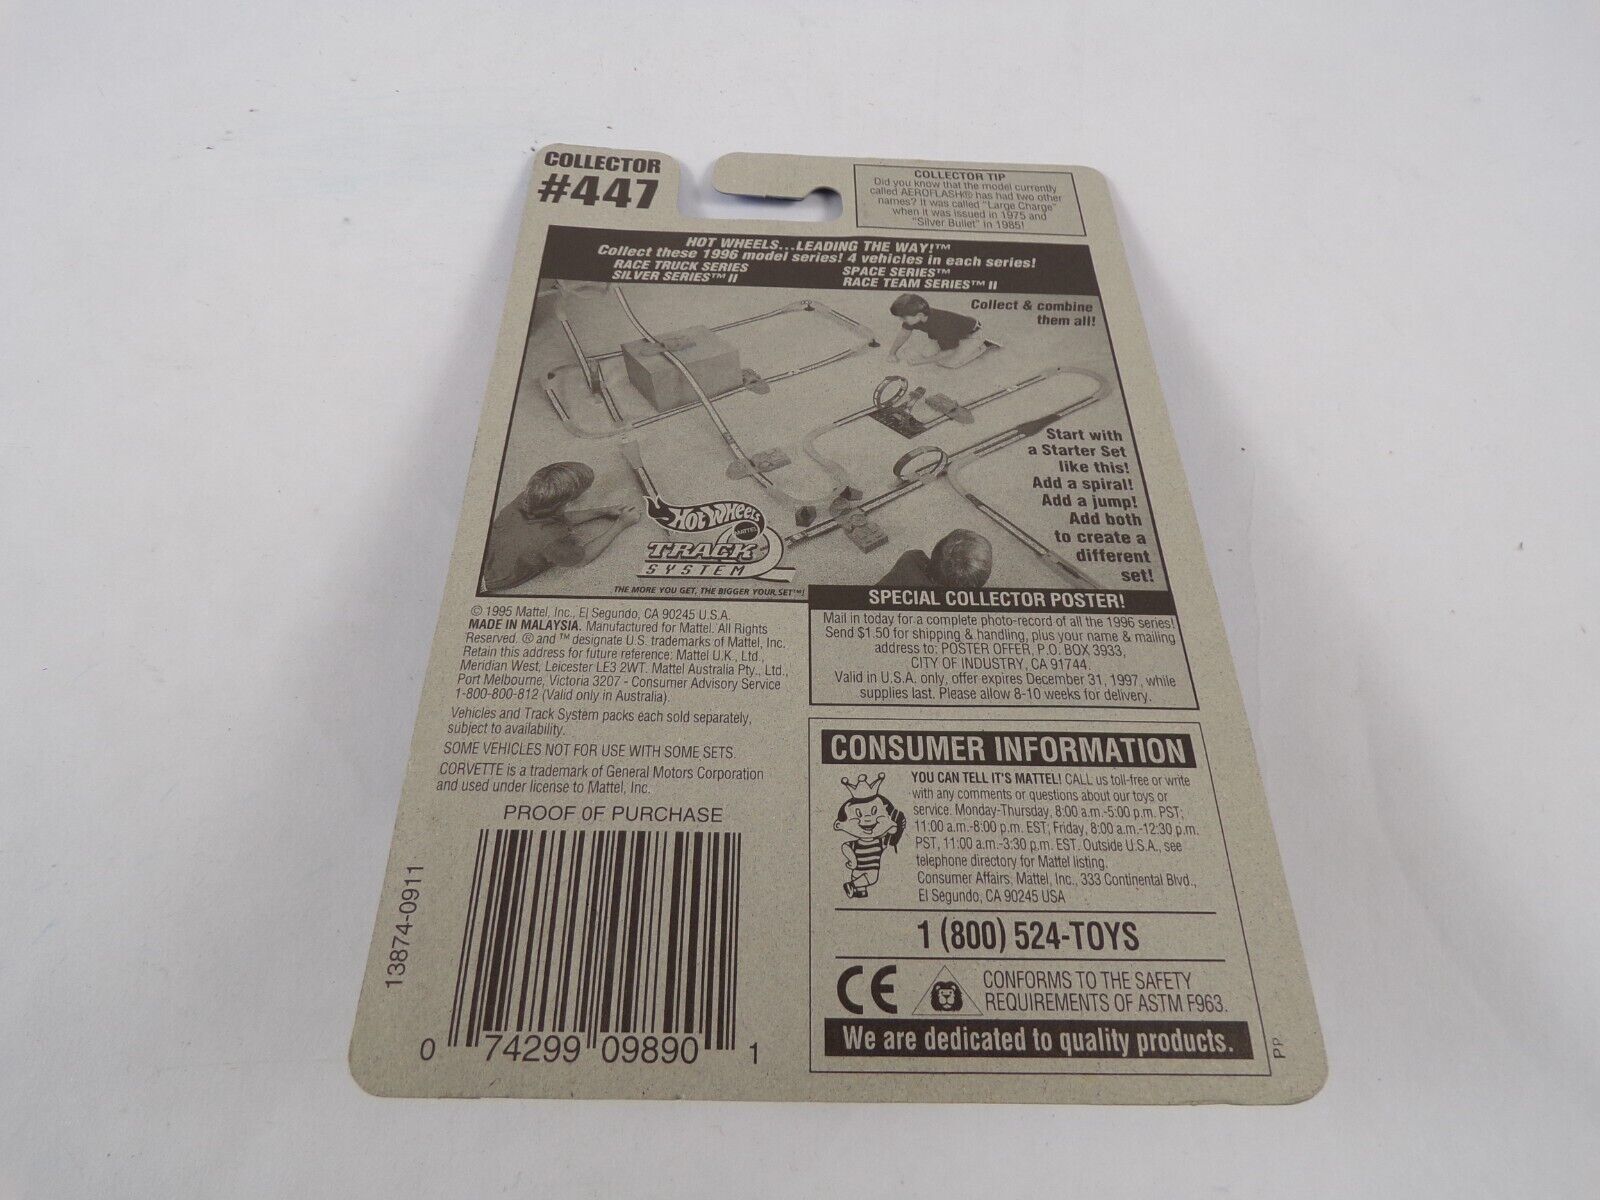 COLLECTOR
#447
COLLECTOR TIP
Did you know that the model currently
called AEROFLASH® has had two other
names? It was called "Large Charge"
when it was issued in 1975 and
"Silver Bullet" in 1985!
HOT WHEELS...LEADING THE WAY!™
Collect these 1996 model series! 4 vehicles in each series!
RACE TRUCK SERIES
SILVER SERIES™ II
SPACE SERIES™
RACE TEAM SERIES™ II
Collect & combine
them all!
Start with
a Starter Set
like this!
Add a spiral!
Add a jump!
Add both
to create a
different
set!
HOT WHEELS
MATTEL
TRACK
SYSTEM
THE MORE YOU GET, THE BIGGER YOUR SET™!
© 1995 Mattel, Inc., El Segundo, CA 90245 U.S.A.
MADE IN MALAYSIA. Manufactured for Mattel. All Rights
Reserved. ® and ™ designate U.S. trademarks of Mattel, Inc.
Retain this address for future reference: Mattel U.K., Ltd.,
Meridian West, Leicester LE3 2WT. Mattel Australia Pty., Ltd.,
Port Melbourne, Victoria 3207 - Consumer Advisory Service
1-800-800-812 (Valid only in Australia).
Vehicles and Track System packs each sold separately,
subject to availability.
SOME VEHICLES NOT FOR USE WITH SOME SETS.
CORVETTE is a trademark of General Motors Corporation
and used under license to Mattel, Inc.
PROOF OF PURCHASE
13874-0911
0 74299 09890 1
SPECIAL COLLECTOR POSTER!
Mail in today for a complete photo-record of all the 1996 series!
Send $1.50 for shipping & handling, plus your name & mailing
address to: POSTER OFFER, P.O. BOX 3933,
CITY OF INDUSTRY, CA 91744.
Valid in U.S.A. only, offer expires December 31, 1997, while
supplies last. Please allow 8-10 weeks for delivery.
CONSUMER INFORMATION
YOU CAN TELL IT'S MATTEL! CALL us toll-free or write
with any comments or questions about our toys or
service. Monday-Thursday, 8:00 a.m.-5:00 p.m. PST;
11:00 a.m.-8:00 p.m. EST; Friday, 8:00 a.m.-12:30 p.m.
PST, 11:00 a.m.-3:30 p.m. EST. Outside U.S.A., see
telephone directory for Mattel listing.
Consumer Affairs, Mattel, Inc., 333 Continental Blvd.,
El Segundo, CA 90245 USA
1 (800) 524-TOYS
CE
CONFORMS TO THE SAFETY
REQUIREMENTS OF ASTM F963.
We are dedicated to quality products.
PP